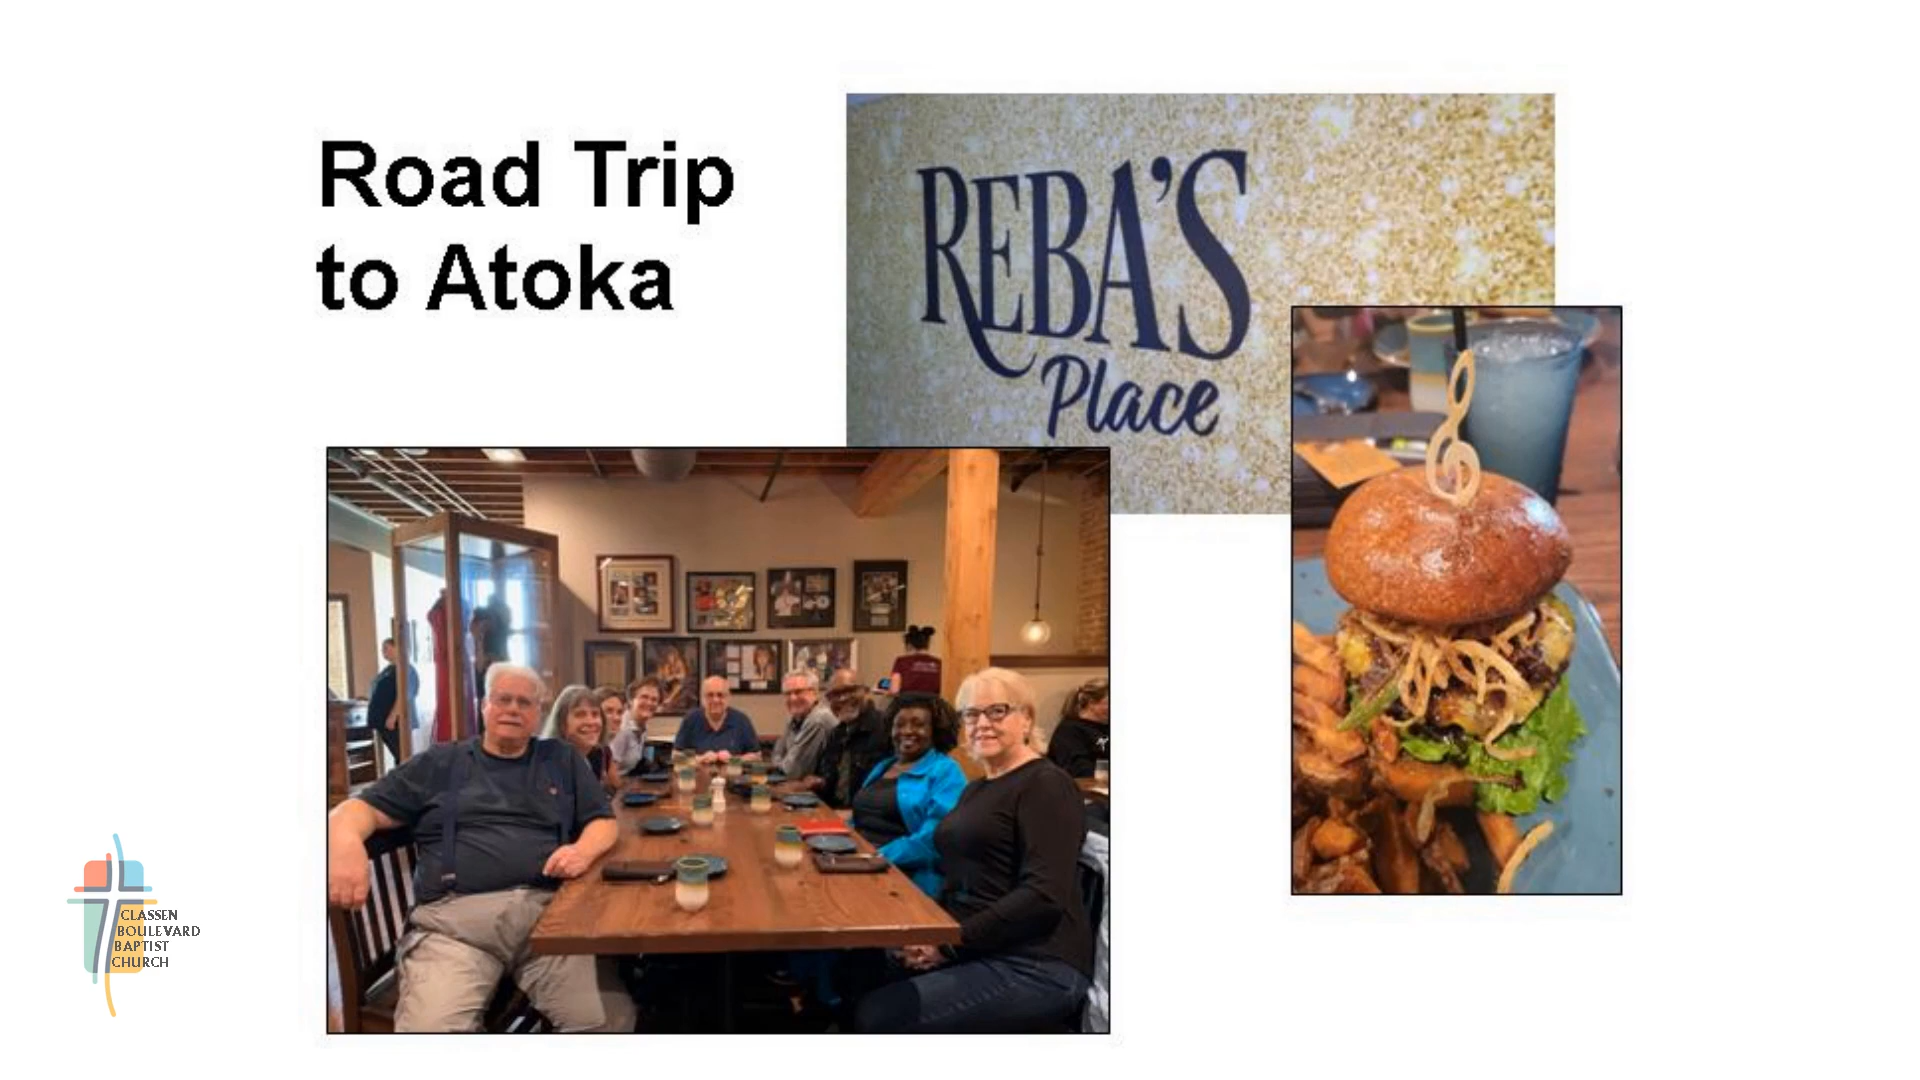 Road Trip
to Atoka
REBA'S
Place
CLASSEN
BOULEVARD
BAPTIST
CHURCH